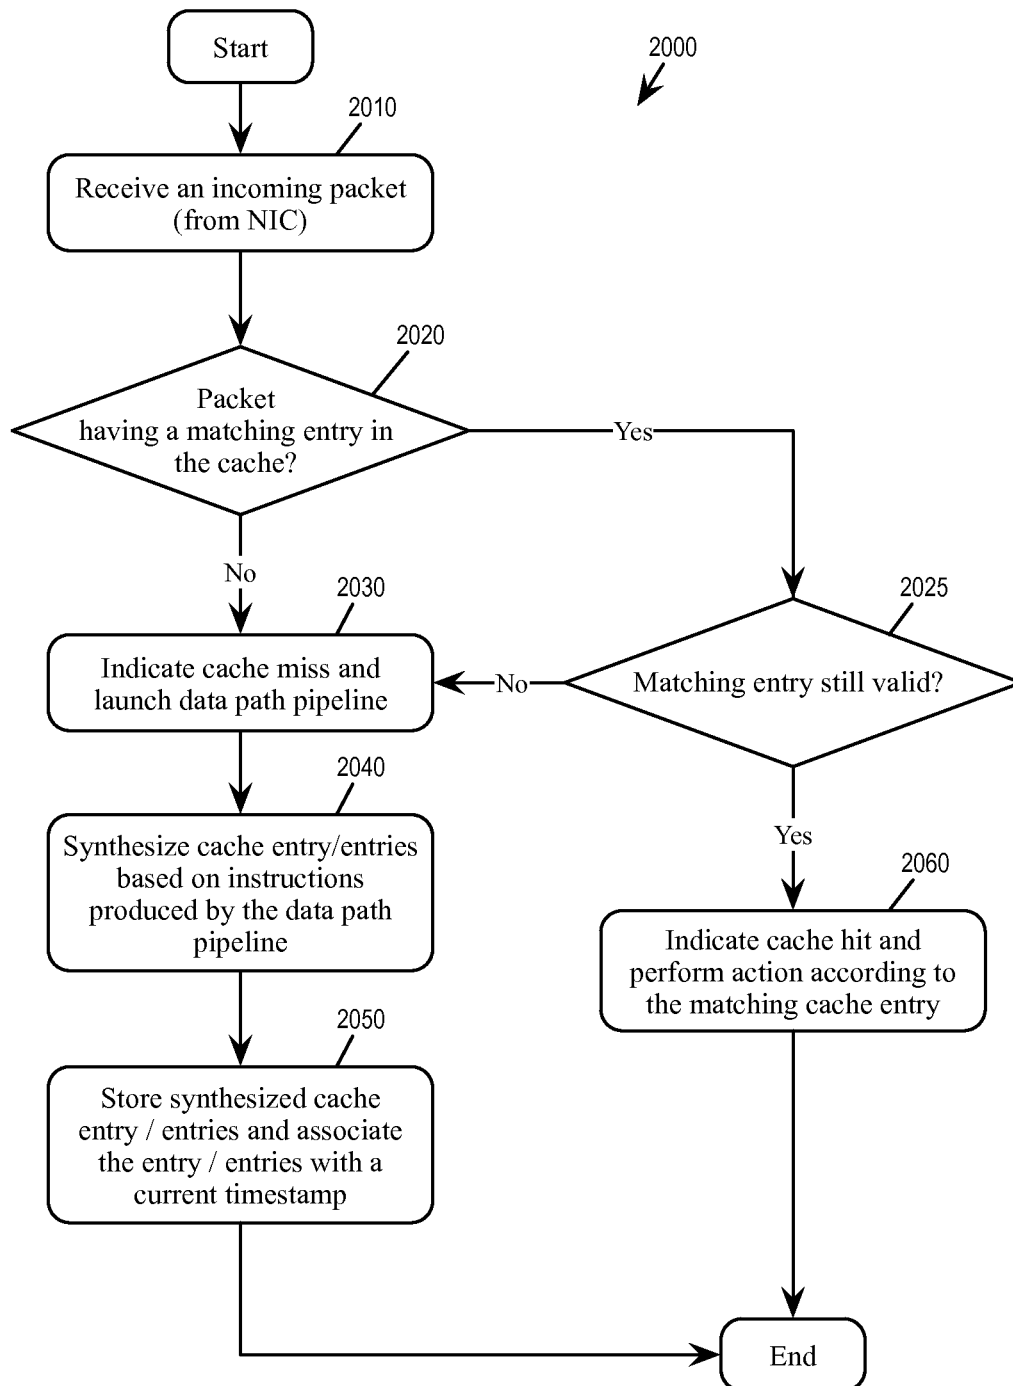 Start
2000
2010
Receive an incoming packet
(from NIC)
2020
Packet
having a matching entry in
the cache?
Yes
No
2025
2030
Indicate cache miss and
launch data path pipeline
No
Matching entry still valid?
2040
Synthesize cache entry/entries
based on instructions
produced by the data path
pipeline
Yes
2060
Indicate cache hit and
perform action according to
the matching cache entry
2050
Store synthesized cache
entry / entries and associate
the entry / entries with a
current timestamp
End